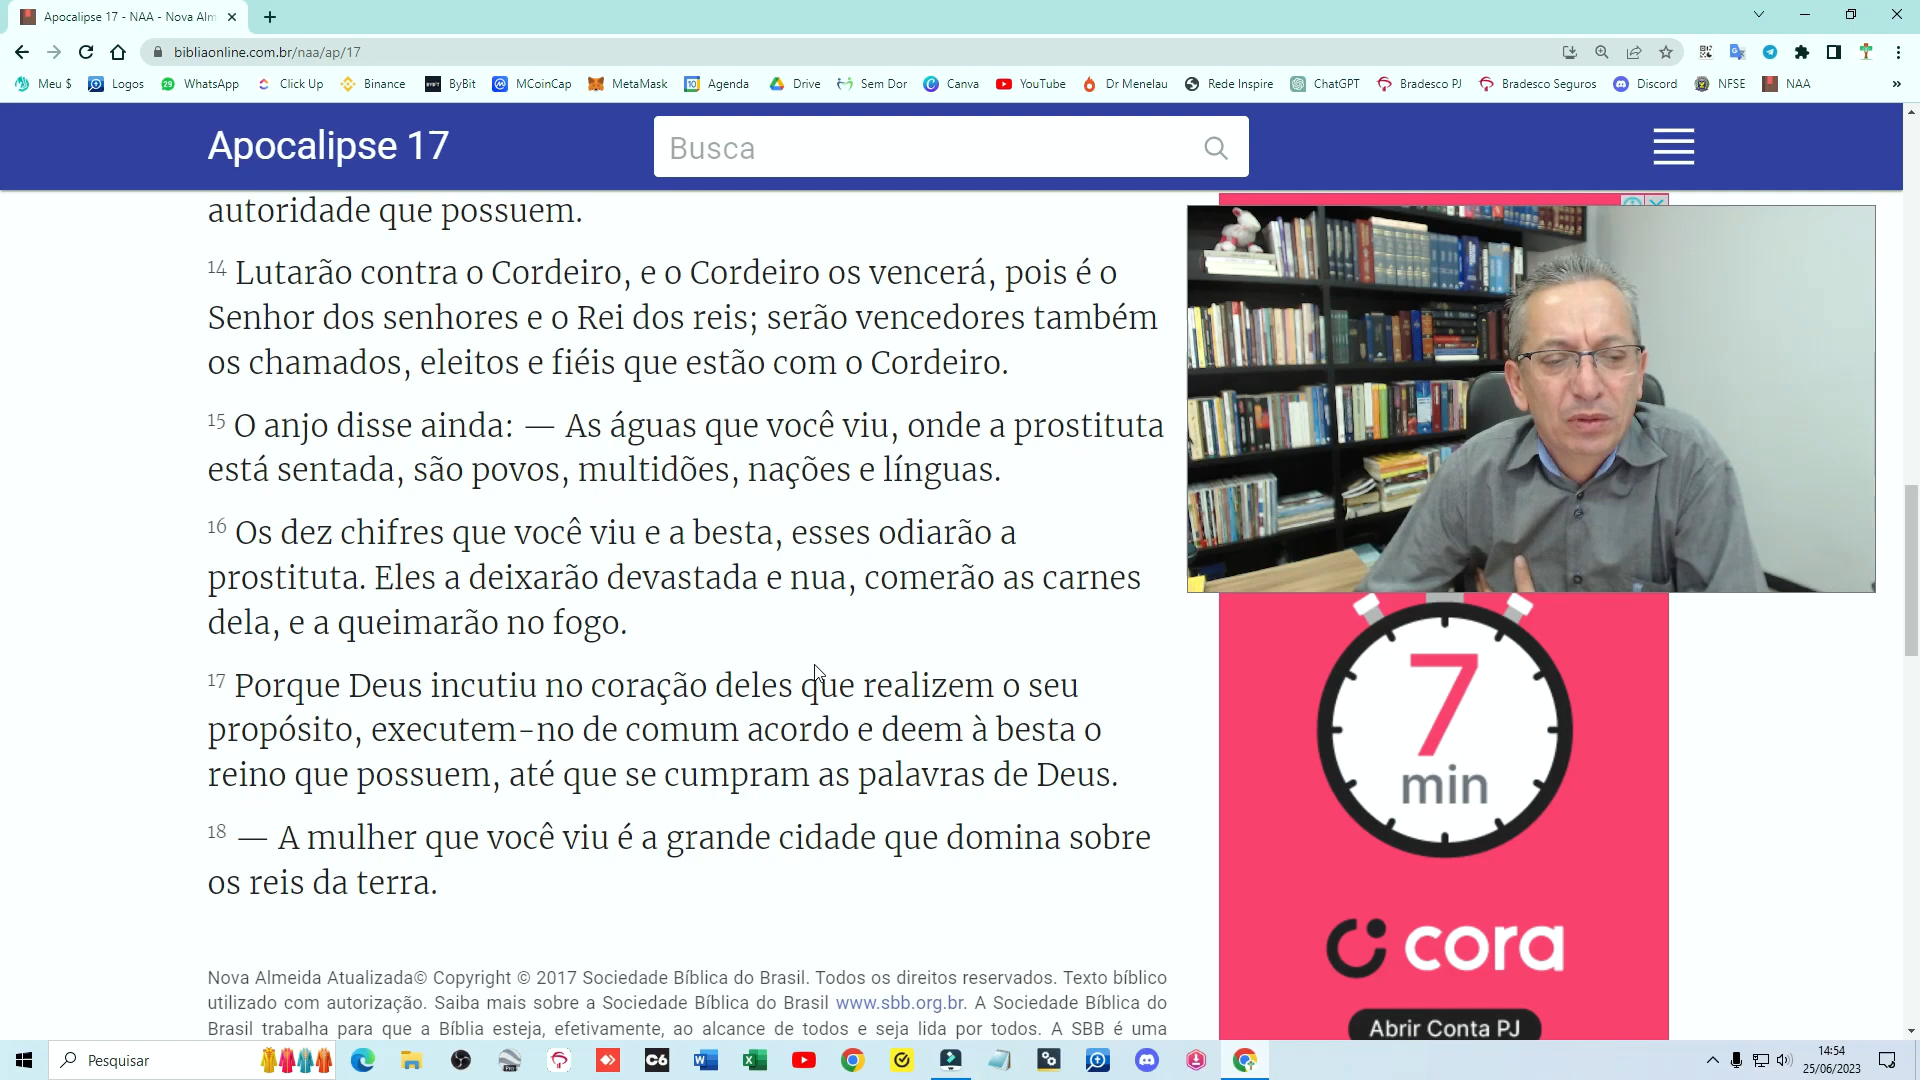 Apocalipse 17 - NAA - Nova Alm
bibliaonline.com.br/naa/ap/17
Meu $ Logos WhatsApp Click Up Binance ByBit MCoinCap MetaMask Agenda Drive Sem Dor Canva YouTube Dr Menelau Rede Inspire ChatGPT Bradesco PJ Bradesco Seguros Discord NFSE NAA »
Apocalipse 17
Busca
autoridade que possuem.
14 Lutarão contra o Cordeiro, e o Cordeiro os vencerá, pois é o
Senhor dos senhores e o Rei dos reis; serão vencedores também
os chamados, eleitos e fiéis que estão com o Cordeiro.
15 O anjo disse ainda: — As águas que você viu, onde a prostituta
está sentada, são povos, multidões, nações e línguas.
16 Os dez chifres que você viu e a besta, esses odiarão a
prostituta. Eles a deixarão devastada e nua, comerão as carnes
dela, e a queimarão no fogo.
17 Porque Deus incutiu no coração deles que realizem o seu
propósito, executem-no de comum acordo e deem à besta o
reino que possuem, até que se cumpram as palavras de Deus.
18 — A mulher que você viu é a grande cidade que domina sobre
os reis da terra.
Nova Almeida Atualizada© Copyright © 2017 Sociedade Bíblica do Brasil. Todos os direitos reservados. Texto bíblico
utilizado com autorização. Saiba mais sobre a Sociedade Bíblica do Brasil www.sbb.org.br. A Sociedade Bíblica do
Brasil trabalha para que a Bíblia esteja, efetivamente, ao alcance de todos e seja lida por todos. A SBB é uma
7
min
cora
Abrir Conta PJ
Pesquisar
C6
14:54
25/06/2023